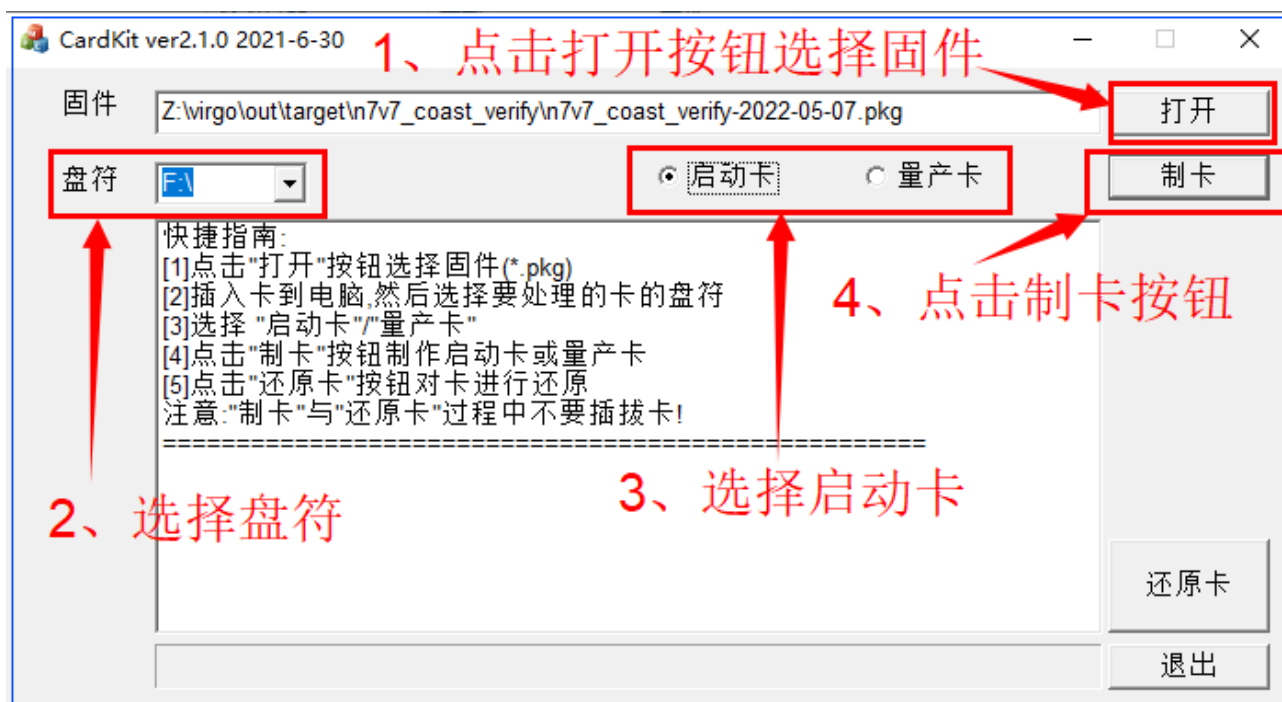 CardKit ver2.1.0 2021-6-30
1、点击打开按钮选择固件
固件
Z:\virgo\out\target\n7v7_coast_verify\n7v7_coast_verify-2022-05-07.pkg
打开
盘符
F:\
启动卡
量产卡
制卡
快捷指南:
[1]点击"打开"按钮选择固件(*.pkg)
[2]插入卡到电脑,然后选择要处理的卡的盘符
[3]选择 "启动卡"/"量产卡"
[4]点击"制卡"按钮制作启动卡或量产卡
[5]点击"还原卡"按钮对卡进行还原
注意:"制卡"与"还原卡"过程中不要插拔卡!
====================================================
4、点击制卡按钮
2、选择盘符
3、选择启动卡
还原卡
退出